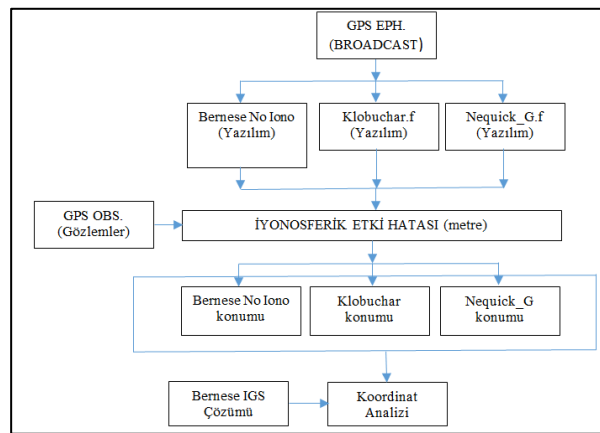 GPS EPH.
(BROADCAST)
Bernese No Iono
(Yazılım)
Klobuchar.f
(Yazılım)
Nequick_G.f
(Yazılım)
GPS OBS.
(Gözlemler)
İYONOSFERİK ETKİ HATASI (metre)
Bernese No Iono
konumu
Klobuchar
konumu
Nequick_G
konumu
Bernese IGS
Çözümü
Koordinat
Analizi